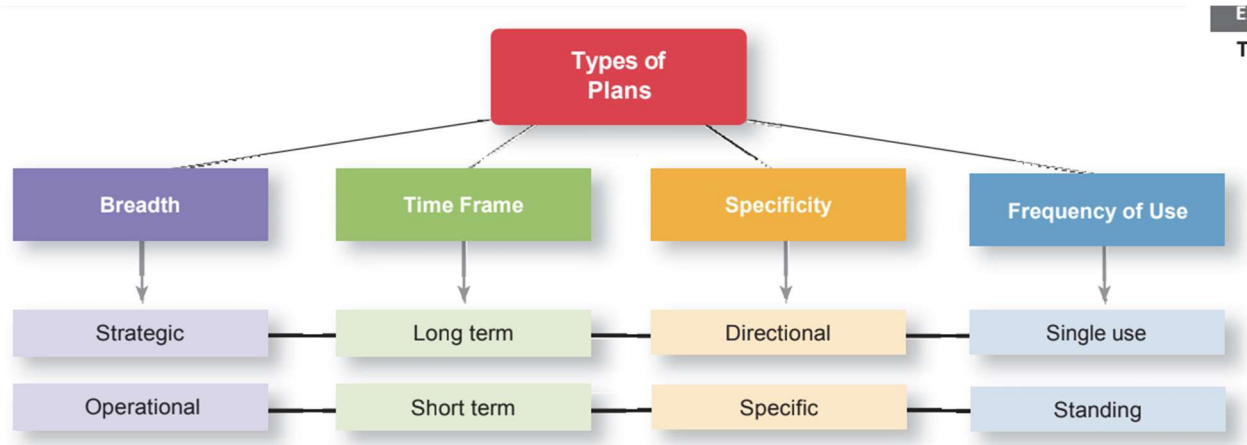 E
T
Types of
Plans
Breadth
Time Frame
Specificity
Frequency of Use
Strategic
Long term
Directional
Single use
Operational
Short term
Specific
Standing